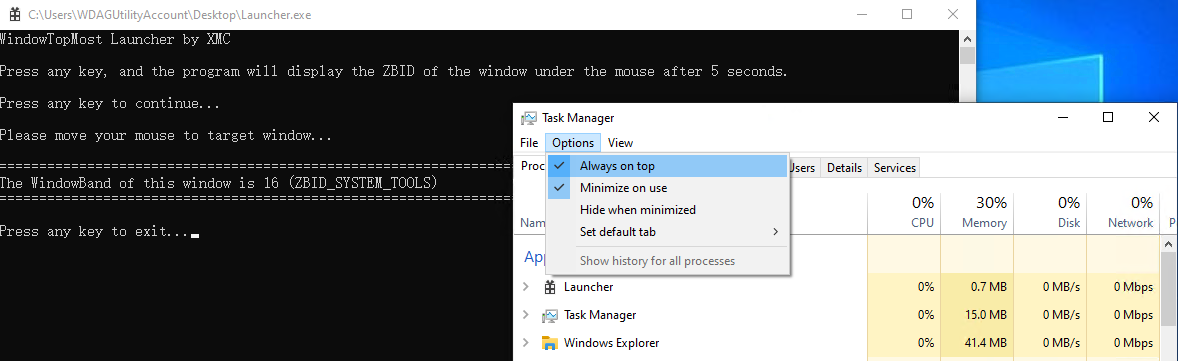 C:\Users\WDAGUtilityAccount\Desktop\Launcher.exe
WindowTopMost Launcher by XMC
Press any key, and the program will display the ZBID of the window under the mouse after 5 seconds.
Press any key to continue...
Please move your mouse to target window...
The WindowBand of this window is 16 (ZBID_SYSTEM_TOOLS)
Press any key to exit...
Task Manager
File Options View
Always on top
Minimize on use
Hide when minimized
Set default tab
Show history for all processes
Proc Users Details Services
0% 30% 0% 0%
Nam CPU Memory Disk Network P
App
Launcher 0% 0.7 MB 0 MB/s 0 Mbps
Task Manager 0% 15.0 MB 0 MB/s 0 Mbps
Windows Explorer 0% 41.4 MB 0 MB/s 0 Mbps